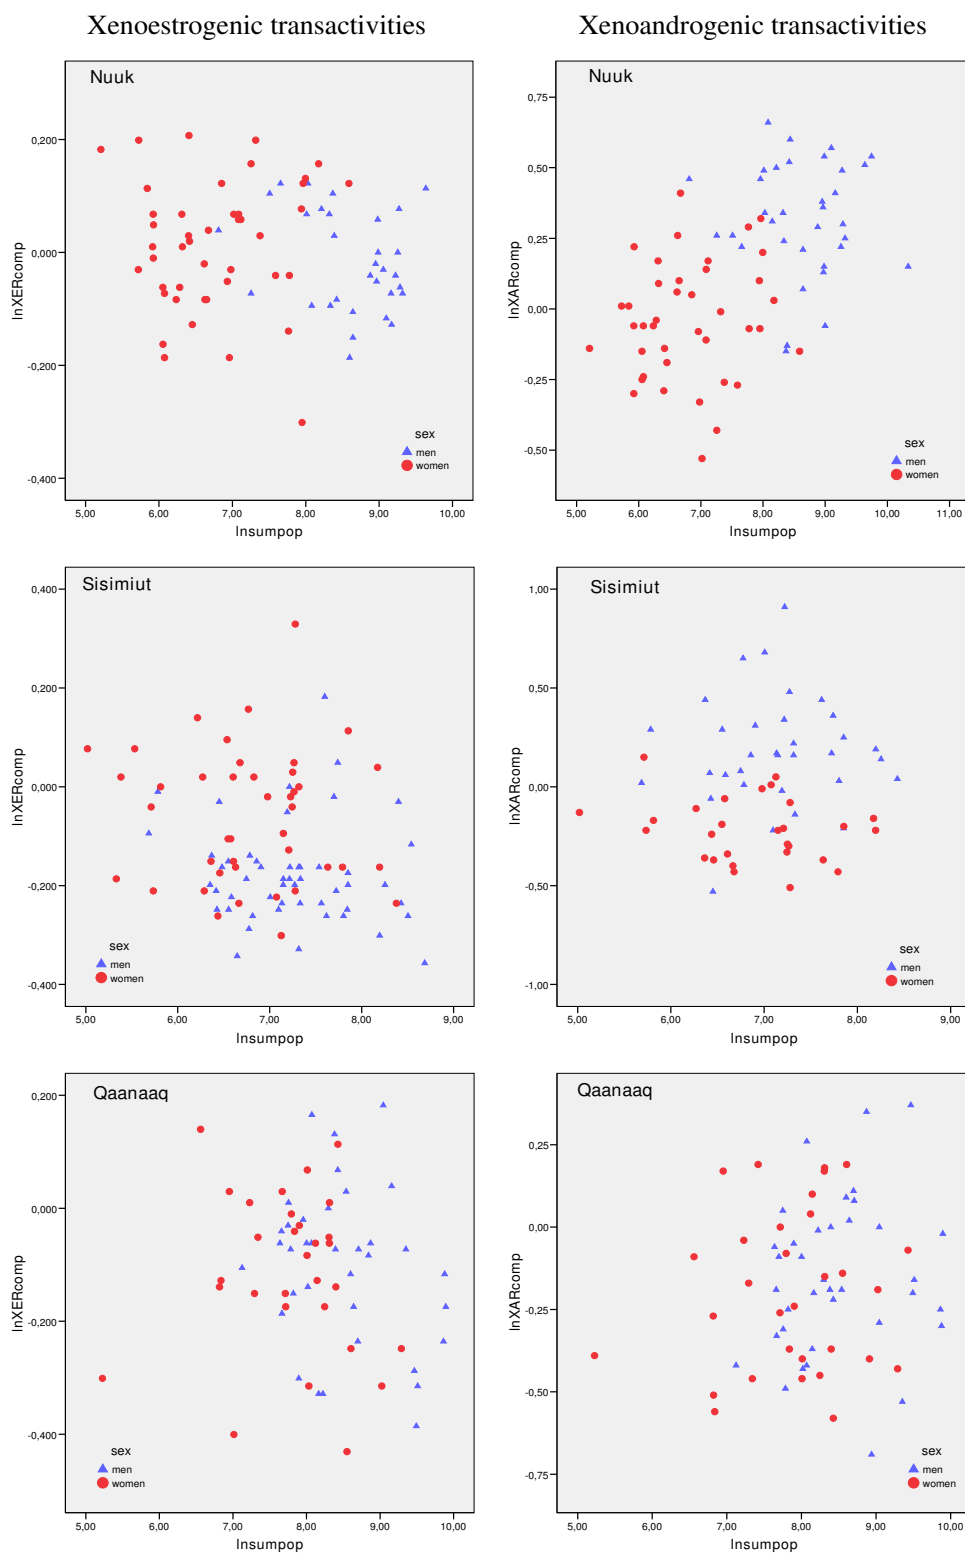 Xenoestrogenic transactivities
Xenoandrogenic transactivities
Nuuk
0,200
0,000
-0,200
-0,400
lnXERcomp
sex
men
women
5,00 6,00 7,00 8,00 9,00 10,00
lnsumpop
Nuuk
0,75
0,50
0,25
0,00
-0,25
-0,50
lnXARcomp
sex
men
women
5,00 6,00 7,00 8,00 9,00 10,00 11,00
lnsumpop
Sisimiut
0,400
0,200
0,000
-0,200
-0,400
lnXERcomp
sex
men
women
5,00 6,00 7,00 8,00 9,00
lnsumpop
Sisimiut
1,00
0,50
0,00
-0,50
-1,00
lnXARcomp
sex
men
women
5,00 6,00 7,00 8,00 9,00
lnsumpop
Qaanaaq
0,200
0,000
-0,200
-0,400
lnXERcomp
sex
men
women
5,00 6,00 7,00 8,00 9,00 10,00
lnsumpop
Qaanaaq
0,25
0,00
-0,25
-0,50
-0,75
lnXARcomp
sex
men
women
5,00 6,00 7,00 8,00 9,00 10,00
lnsumpop